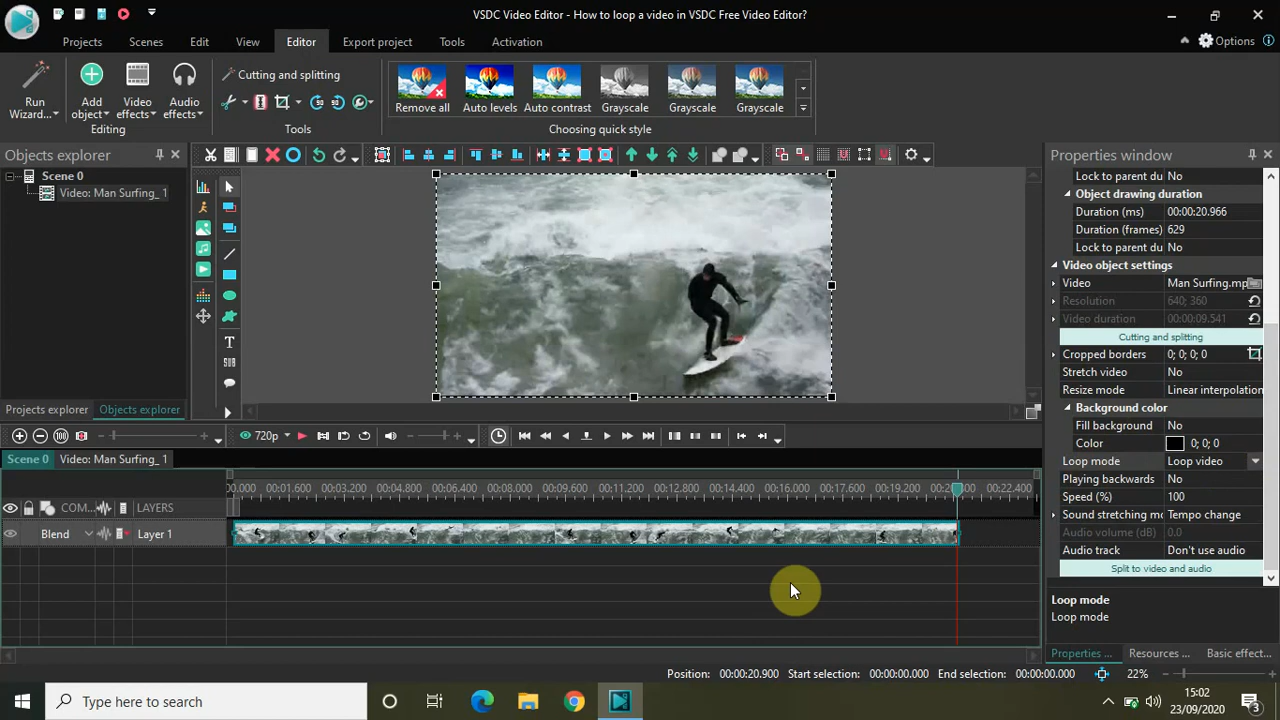 VSDC Video Editor - How to loop a video in VSDC Free Video Editor?
Projects Scenes Edit View Editor Export project Tools Activation
Options
Run Wizard...
Add object
Video effects
Audio effects
Editing
Cutting and splitting
Tools
Remove all Auto levels Auto contrast Grayscale Grayscale Grayscale
Choosing quick style
Objects explorer
Scene 0
Video: Man Surfing_ 1
Projects explorer Objects explorer
Properties window
Lock to parent du No
Object drawing duration
Duration (ms) 00:00:20.966
Duration (frames) 629
Lock to parent du No
Video object settings
Video Man Surfing.mp
Resolution 640; 360
Video duration 00:00:09.541
Cutting and splitting
Cropped borders 0; 0; 0; 0
Stretch video No
Resize mode Linear interpolation
Background color
Fill background No
Color 0; 0; 0
Loop mode Loop video
Playing backwards No
Speed (%) 100
Sound stretching m Tempo change
Audio volume (dB) 0.0
Audio track Don't use audio
Split to video and audio
Loop mode
Loop mode
Properties ... Resources ... Basic effect...
720p
Scene 0 Video: Man Surfing_ 1
00:01.600 00:03.200 00:04.800 00:06.400 00:08.000 00:09.600 00:11.200 00:12.800 00:14.400 00:16.000 00:17.600 00:19.200 00:22.400
COM... LAYERS
Blend Layer 1
Position: 00:00:20.900 Start selection: 00:00:00.000 End selection: 00:00:00.000 22%
Type here to search
15:02
23/09/2020
3